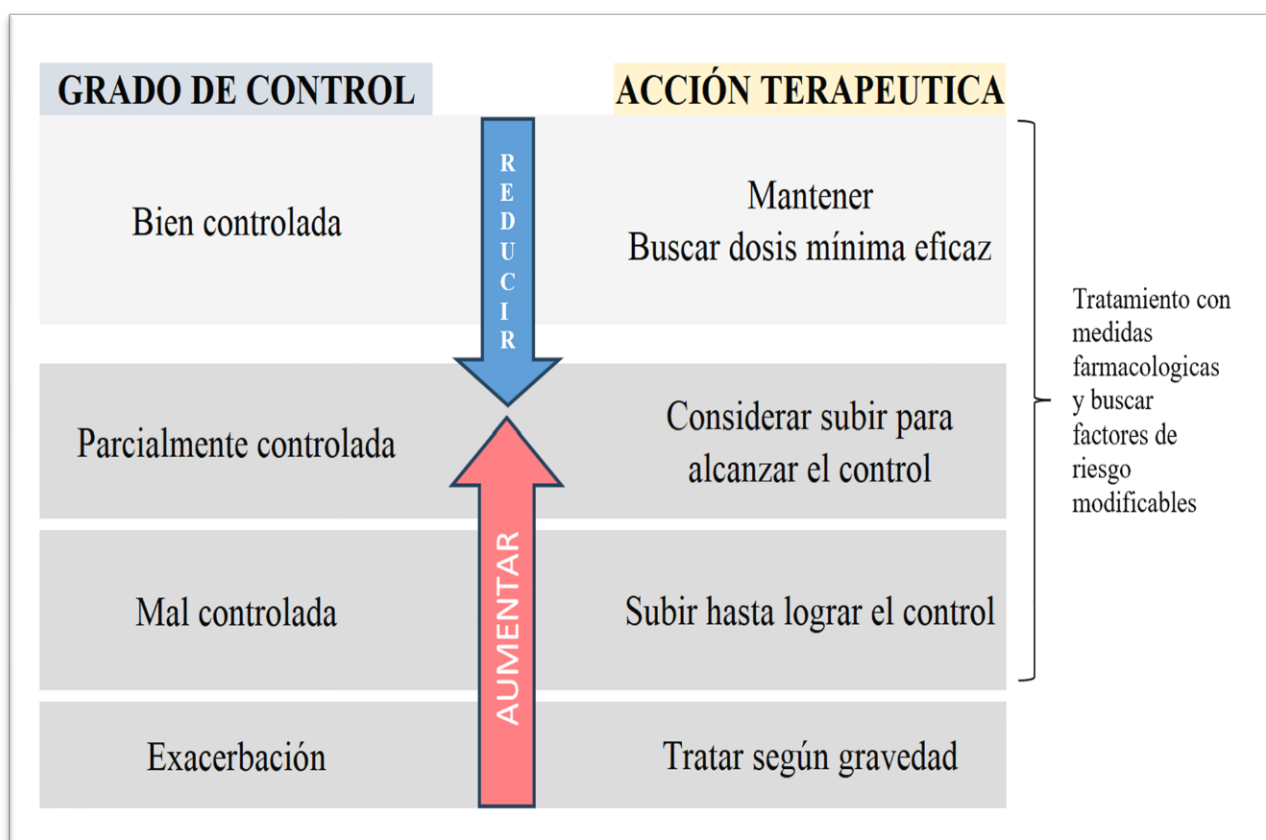 GRADO DE CONTROL
ACCIÓN TERAPEUTICA
REDUCIR
Bien controlada
Mantener
Buscar dosis mínima eficaz
Parcialmente controlada
Considerar subir para
alcanzar el control
AUMENTAR
Mal controlada
Subir hasta lograr el control
Exacerbación
Tratar según gravedad
Tratamiento con
medidas
farmacologicas
y buscar
factores de
riesgo
modificables